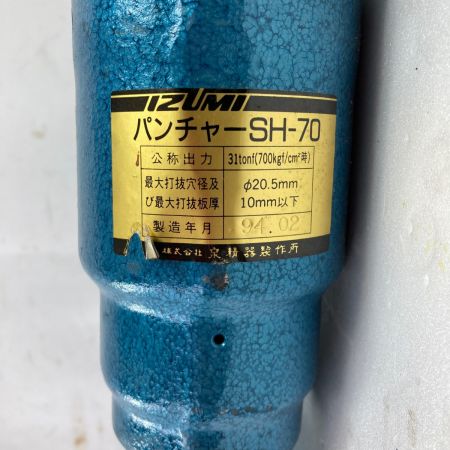 IZUMI
パンチャーSH-70
公称出力 31tonf(700kgf/cm²時)
最大打抜穴径及 φ20.5mm
び最大打抜板厚 10mm以下
製造年月 94.02
株式会社 泉精器製作所